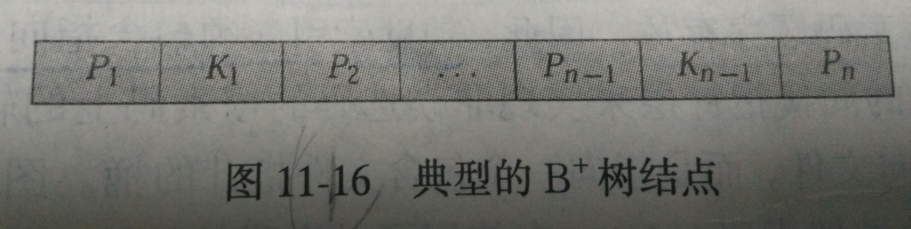 P₁ K₁ P₂ ... Pₙ₋₁ Kₙ₋₁ Pₙ
图 11-16 典型的 B⁺ 树结点